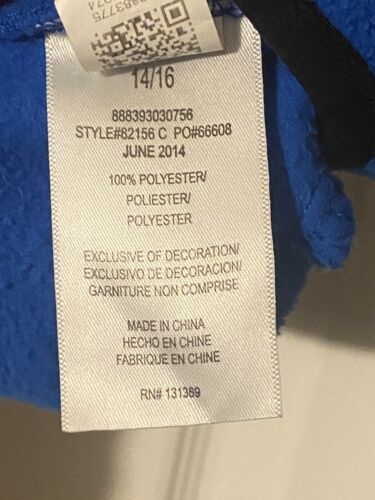 14/16
888393030756
STYLE#82156 C PO#66608
JUNE 2014
100% POLYESTER/
POLIESTER/
POLYESTER
EXCLUSIVE OF DECORATION/
EXCLUSIVO DE DECORACION/
GARNITURE NON COMPRISE
MADE IN CHINA
HECHO EN CHINE
FABRIQUE EN CHINE
RN# 131369